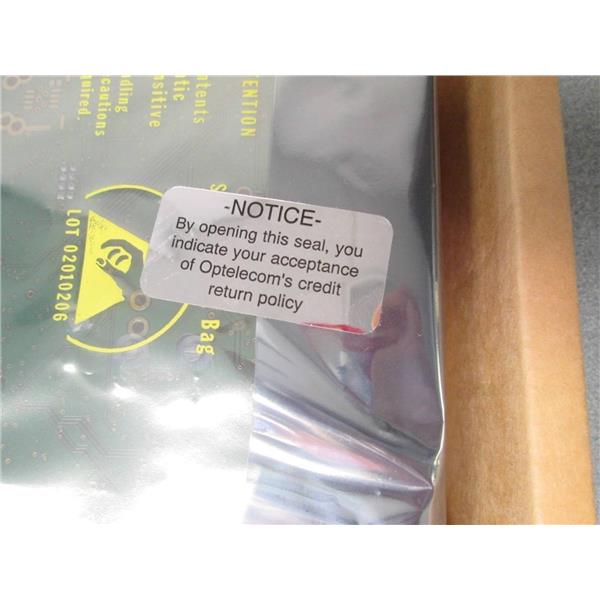 -NOTICE-
By opening this seal, you
indicate your acceptance
of Optelecom's credit
return policy
TENTION
ntents
tic
nsitive
ndling
cautions
quired.
S
Bag
LOT 02010206